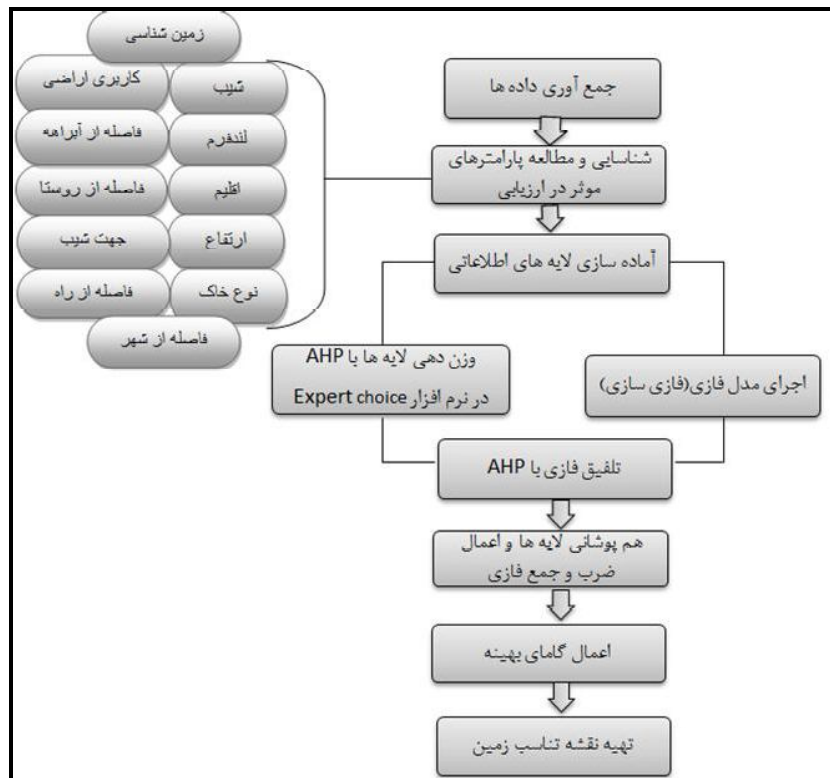 جمع آوری داده ها
شناسایی و مطالعه پارامترهای
موثر در ارزیابی
زمین شناسی
شیب
کاربری اراضی
لندفرم
فاصله از آبراهه
اقلیم
فاصله از روستا
ارتفاع
جهت شیب
نوع خاک
فاصله از راه
فاصله از شهر
آماده سازی لایه های اطلاعاتی
اجرای مدل فازی(فازی سازی)
وزن دهی لایه ها با AHP
در نرم افزار Expert choice
تلفیق فازی با AHP
هم پوشانی لایه ها و اعمال
ضرب و جمع فازی
اعمال گامای بهینه
تهیه نقشه تناسب زمین